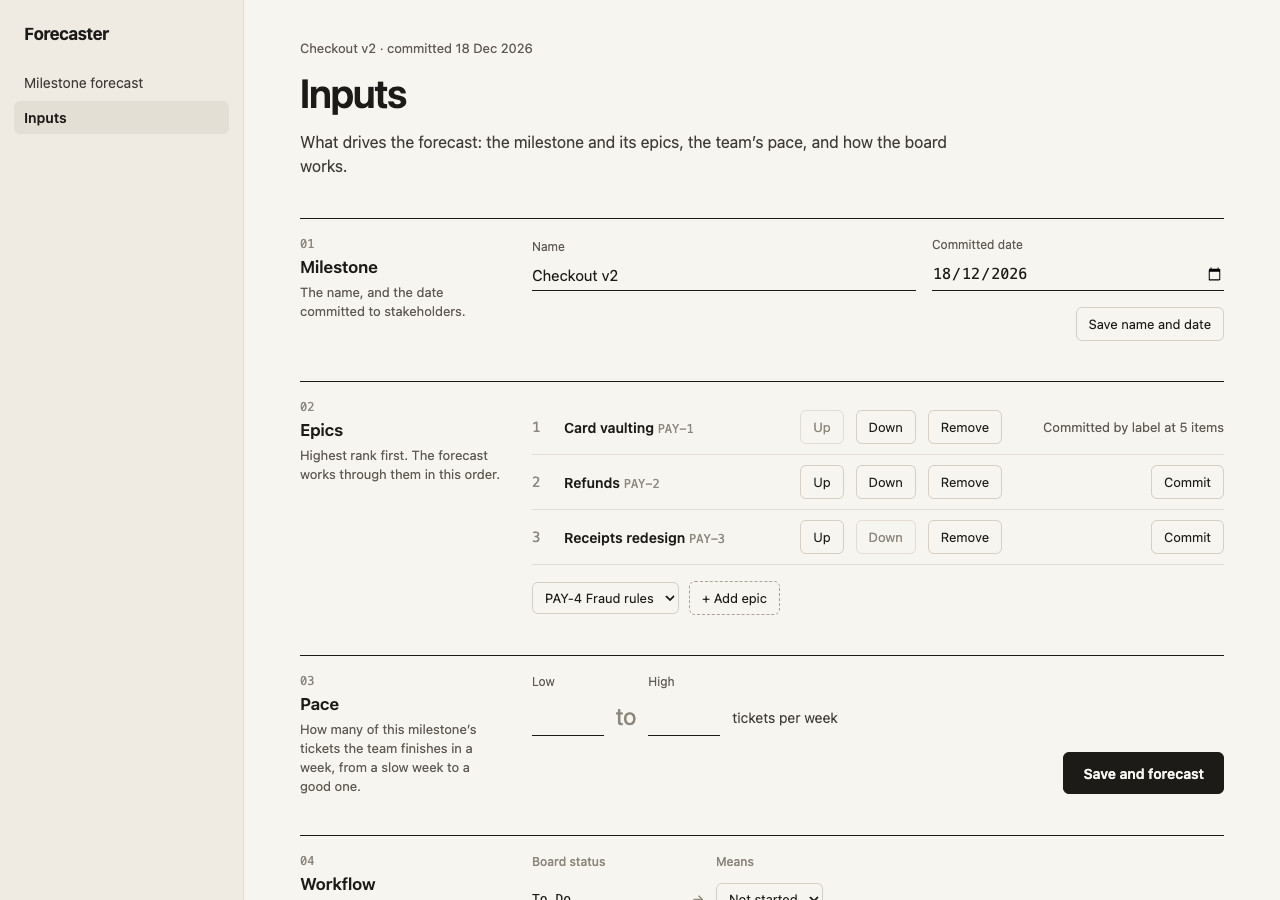 Forecaster
Milestone forecast
Inputs
Checkout v2 · committed 18 Dec 2026
Inputs
What drives the forecast: the milestone and its epics, the team’s pace, and how the board
works.
01
Milestone
The name, and the date
committed to stakeholders.
Name
Checkout v2
Committed date
18/12/2026
Save name and date
02
Epics
Highest rank first. The forecast
works through them in this order.
1 Card vaulting PAY-1 Up Down Remove Committed by label at 5 items
2 Refunds PAY-2 Up Down Remove Commit
3 Receipts redesign PAY-3 Up Down Remove Commit
PAY-4 Fraud rules + Add epic
03
Pace
How many of this milestone’s
tickets the team finishes in a
week, from a slow week to a
good one.
Low High
to tickets per week
Save and forecast
04
Workflow
Board status Means
To Do → Not started